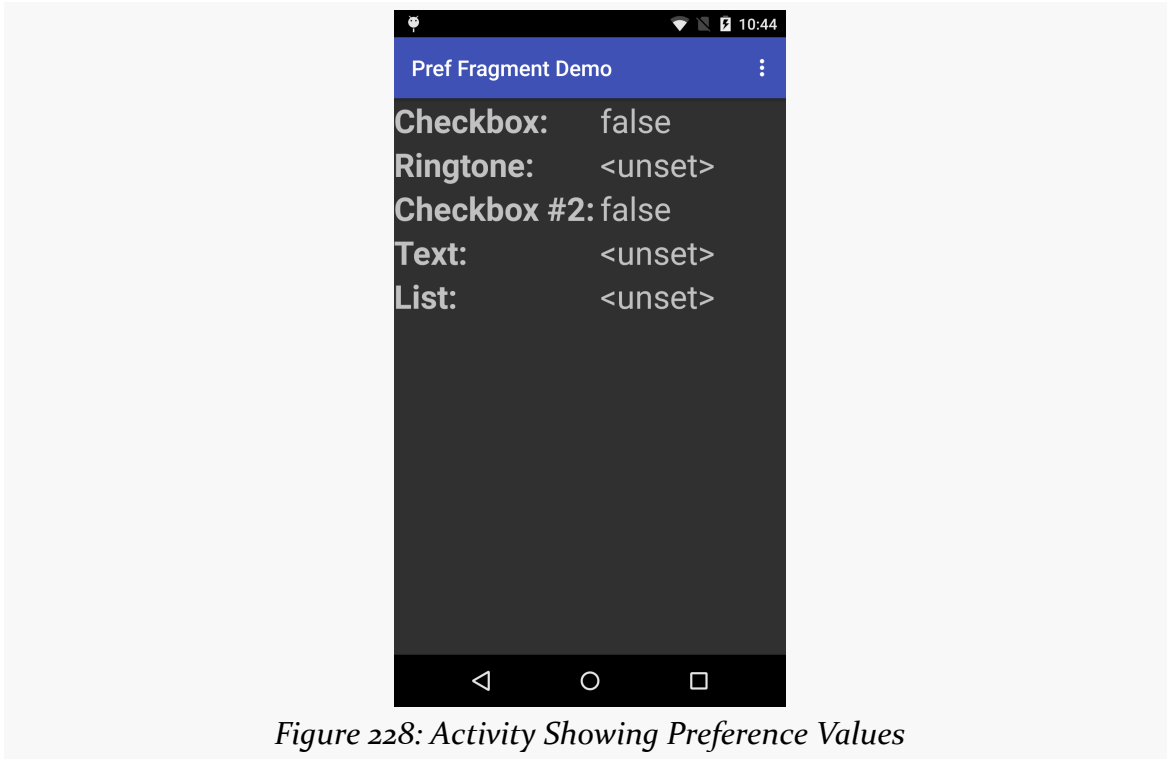 10:44
Pref Fragment Demo
Checkbox: false
Ringtone: <unset>
Checkbox #2: false
Text: <unset>
List: <unset>
Figure 228: Activity Showing Preference Values